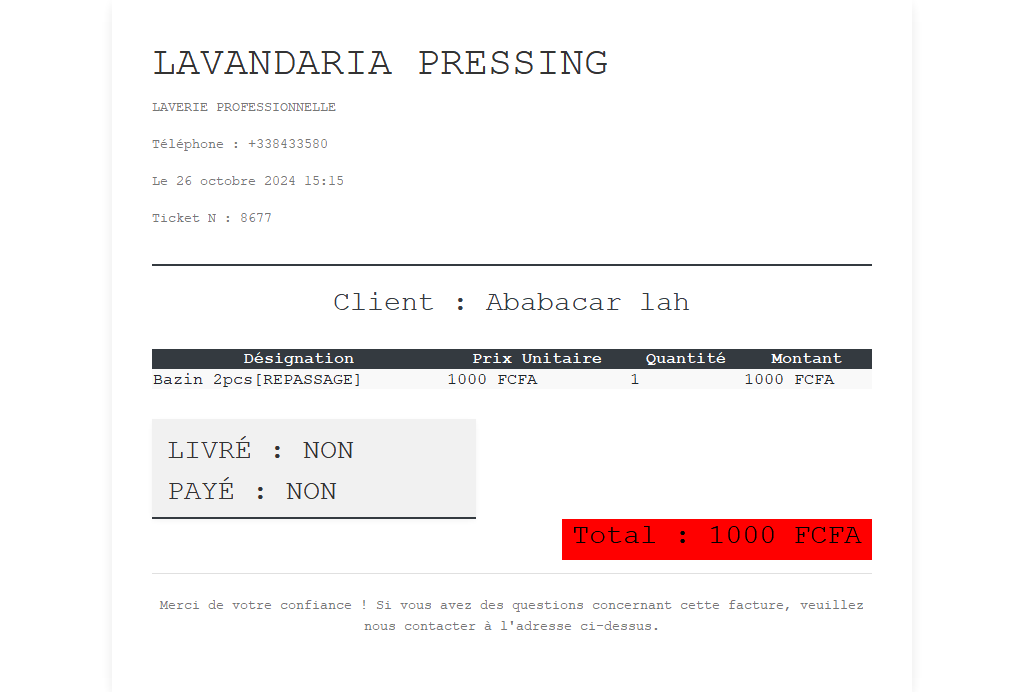 LAVANDARIA PRESSING
LAVERIE PROFESSIONNELLE
Téléphone : +338433580
Le 26 octobre 2024 15:15
Ticket N : 8677
Client : Ababacar lah
Désignation Prix Unitaire Quantité Montant
Bazin 2pcs[REPASSAGE] 1000 FCFA 1 1000 FCFA
LIVRÉ : NON
PAYÉ : NON
Total : 1000 FCFA
Merci de votre confiance ! Si vous avez des questions concernant cette facture, veuillez
nous contacter à l'adresse ci-dessus.